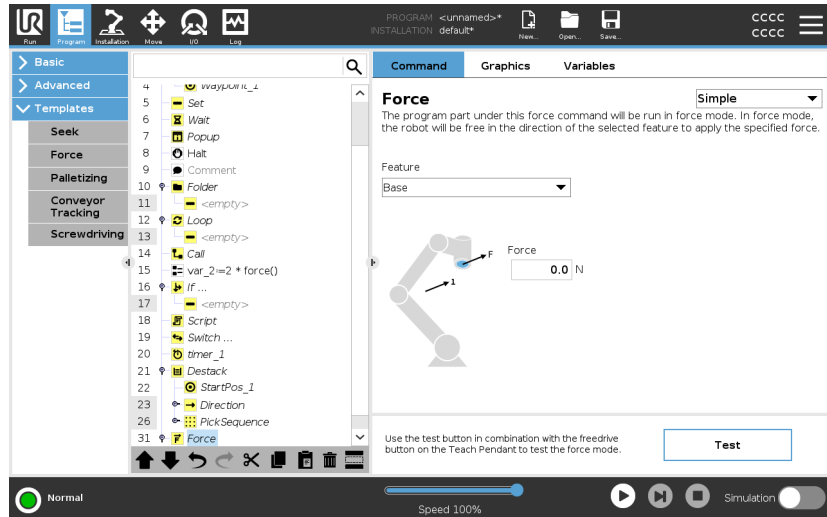 PROGRAM <unnamed>*
INSTALLATION default*
CCCC
CCCC
Run
Program
Installation
Move
I/O
Log
New...
Open...
Save...
Basic
Advanced
Templates
Seek
Force
Palletizing
Conveyor
Tracking
Screwdriving
4 Waypoint_1
5 Set
6 Wait
7 Popup
8 Halt
9 Comment
10 Folder
11 <empty>
12 Loop
13 <empty>
14 Call
15 var_2:=2 * force()
16 If ...
17 <empty>
18 Script
19 Switch ...
20 timer_1
21 Destack
22 StartPos_1
23 Direction
26 PickSequence
31 Force
Command
Graphics
Variables
Force
Simple
The program part under this force command will be run in force mode. In force mode,
the robot will be free in the direction of the selected feature to apply the specified force.
Feature
Base
F
1
Force
0.0 N
Use the test button in combination with the freedrive
button on the Teach Pendant to test the force mode.
Test
Normal
Speed 100%
Simulation